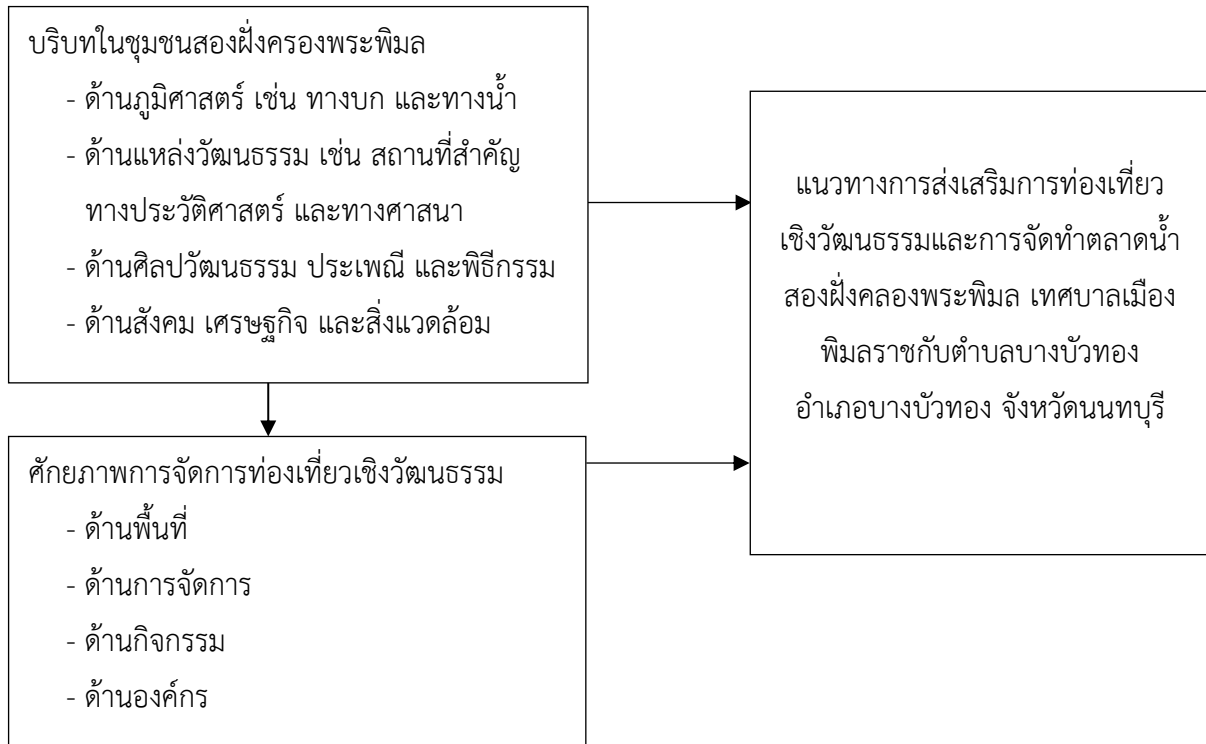 บริบทในชุมชนสองฝั่งครองพระพิมล
- ด้านภูมิศาสตร์ เช่น ทางบก และทางน้ำ
- ด้านแหล่งวัฒนธรรม เช่น สถานที่สำคัญ
ทางประวัติศาสตร์ และทางศาสนา
- ด้านศิลปวัฒนธรรม ประเพณี และพิธีกรรม
- ด้านสังคม เศรษฐกิจ และสิ่งแวดล้อม
ศักยภาพการจัดการท่องเที่ยวเชิงวัฒนธรรม
- ด้านพื้นที่
- ด้านการจัดการ
- ด้านกิจกรรม
- ด้านองค์กร
แนวทางการส่งเสริมการท่องเที่ยว
เชิงวัฒนธรรมและการจัดทำตลาดน้ำ
สองฝั่งคลองพระพิมล เทศบาลเมือง
พิมลราชกับตำบลบางบัวทอง
อำเภอบางบัวทอง จังหวัดนนทบุรี